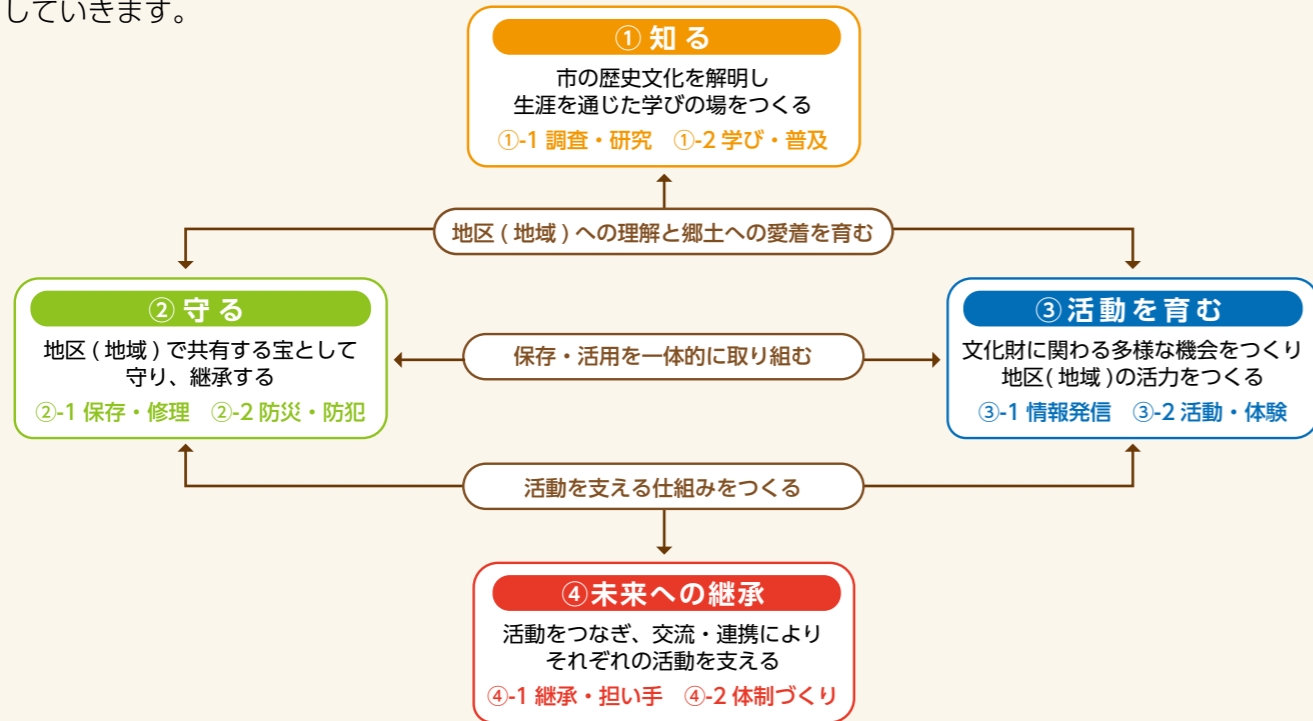 していきます。
①知る
市の歴史文化を解明し
生涯を通じた学びの場をつくる
①-1 調査・研究 ①-2 学び・普及
地区(地域)への理解と郷土への愛着を育む
②守る
地区(地域)で共有する宝として
守り、継承する
②-1 保存・修理 ②-2 防災・防犯
保存・活用を一体的に取り組む
③活動を育む
文化財に関わる多様な機会をつくり
地区(地域)の活力をつくる
③-1 情報発信 ③-2 活動・体験
活動を支える仕組みをつくる
④未来への継承
活動をつなぎ、交流・連携により
それぞれの活動を支える
④-1 継承・担い手 ④-2 体制づくり